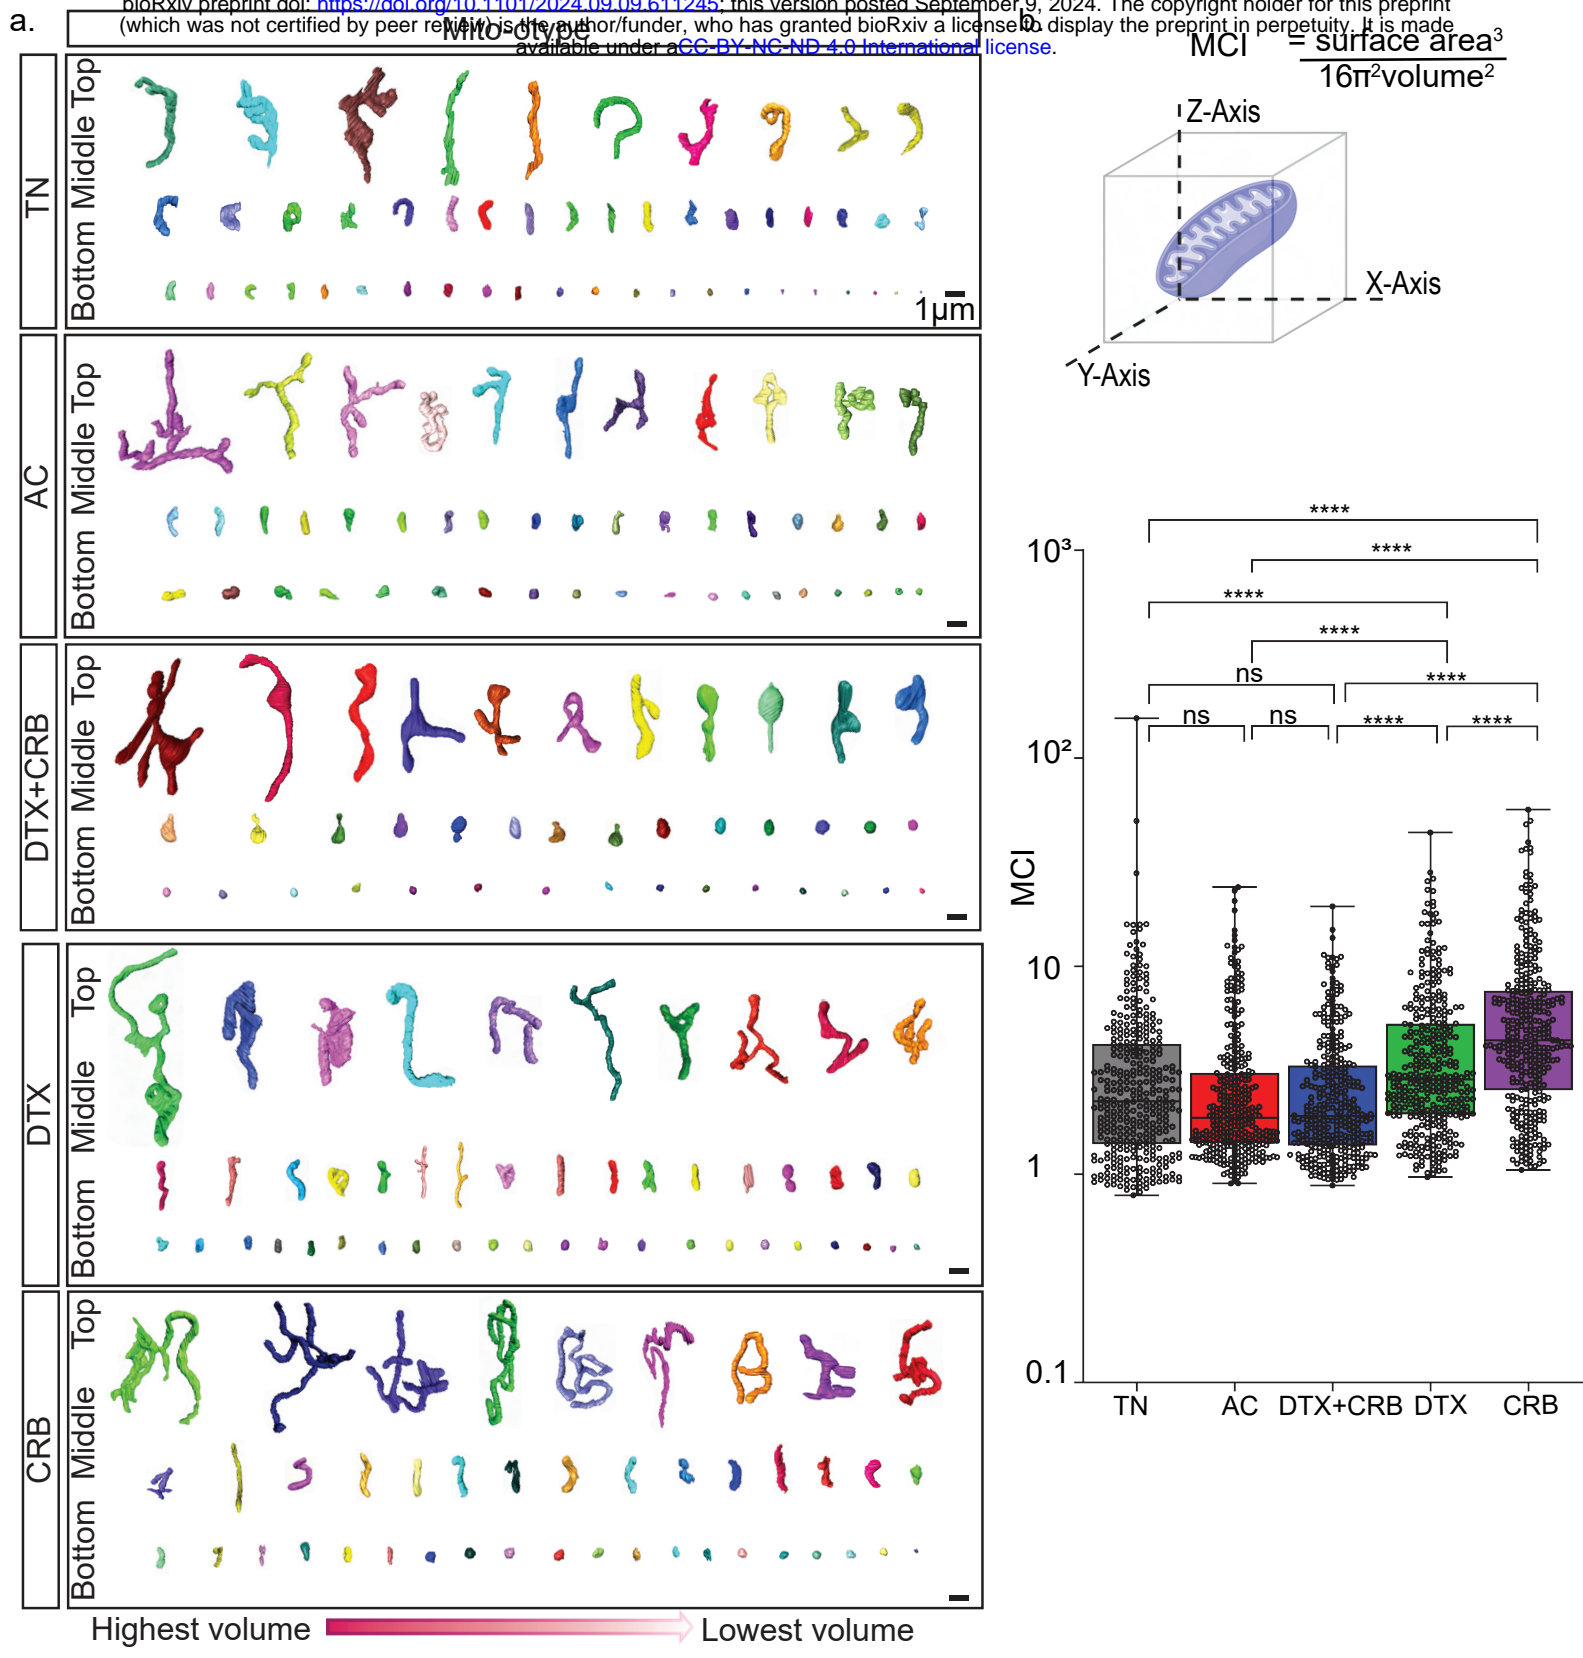 bioRxiv preprint doi: https://doi.org/10.1101/2024.09.09.611245; this version posted September 9, 2024. The copyright holder for this preprint
(which was not certified by peer review) is the author/funder, who has granted bioRxiv a license to display the preprint in perpetuity. It is made
available under aCC-BY-NC-ND 4.0 International license.
a.
Mito-otype
TN
Top
Middle
Bottom
1μm
AC
Top
Middle
Bottom
DTX+CRB
Top
Middle
Bottom
DTX
Top
Middle
Bottom
CRB
Top
Middle
Bottom
Highest volume
Lowest volume
b.
MCI = surface area³
16π²volume²
Z-Axis
X-Axis
Y-Axis
****
****
****
****
ns
****
ns
ns
****
****
MCI
10³
10²
10
1
0.1
TN AC DTX+CRB DTX CRB